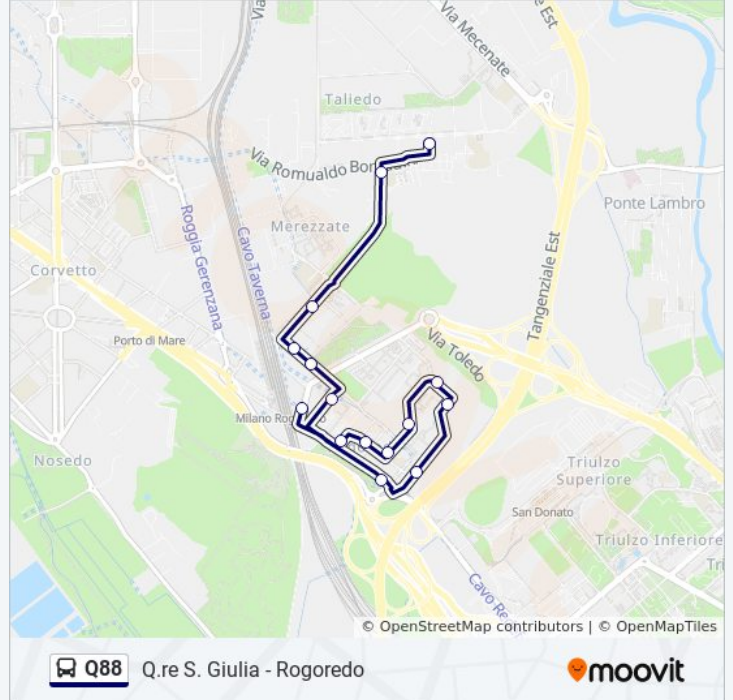 Via
Via Mecenate
e Est
Taliedo
Via Romualdo Bon
Ponte Lambro
Roggia Gerenzana
Cavo Taverna
Merezzate
Corvetto
Tangenziale Est
Porto di Mare
Via Toledo
Milano Rog
o
Nosedo
Triulzo
Superiore
San Donato
Triulzo Inferiore
Tri
Cavo Re
© OpenStreetMap contributors | © OpenMapTiles
Q88 Q.re S. Giulia - Rogoredo moovit